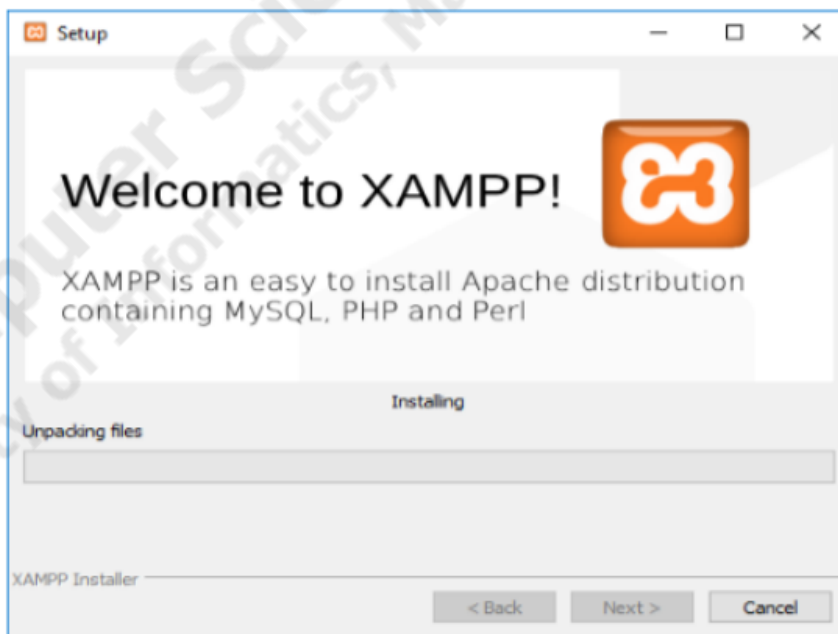 Setup
Welcome to XAMPP!
XAMPP is an easy to install Apache distribution
containing MySQL, PHP and Perl
Installing
Unpacking files
XAMPP Installer
< Back
Next >
Cancel